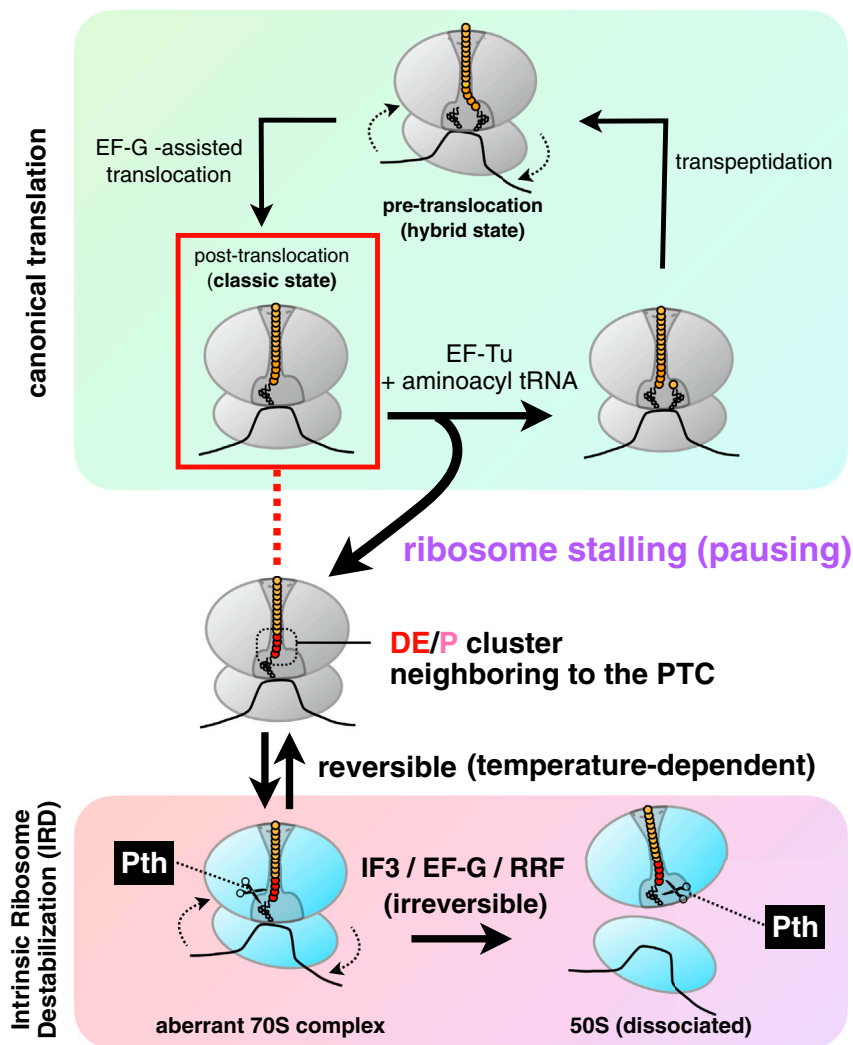 canonical translation
EF-G -assisted
translocation
transpeptidation
pre-translocation
(hybrid state)
post-translocation
(classic state)
EF-Tu
+ aminoacyl tRNA
ribosome stalling (pausing)
DE/P cluster
neighboring to the PTC
reversible (temperature-dependent)
Intrinsic Ribosome
Destabilization (IRD)
Pth
IF3 / EF-G / RRF
(irreversible)
Pth
aberrant 70S complex
50S (dissociated)